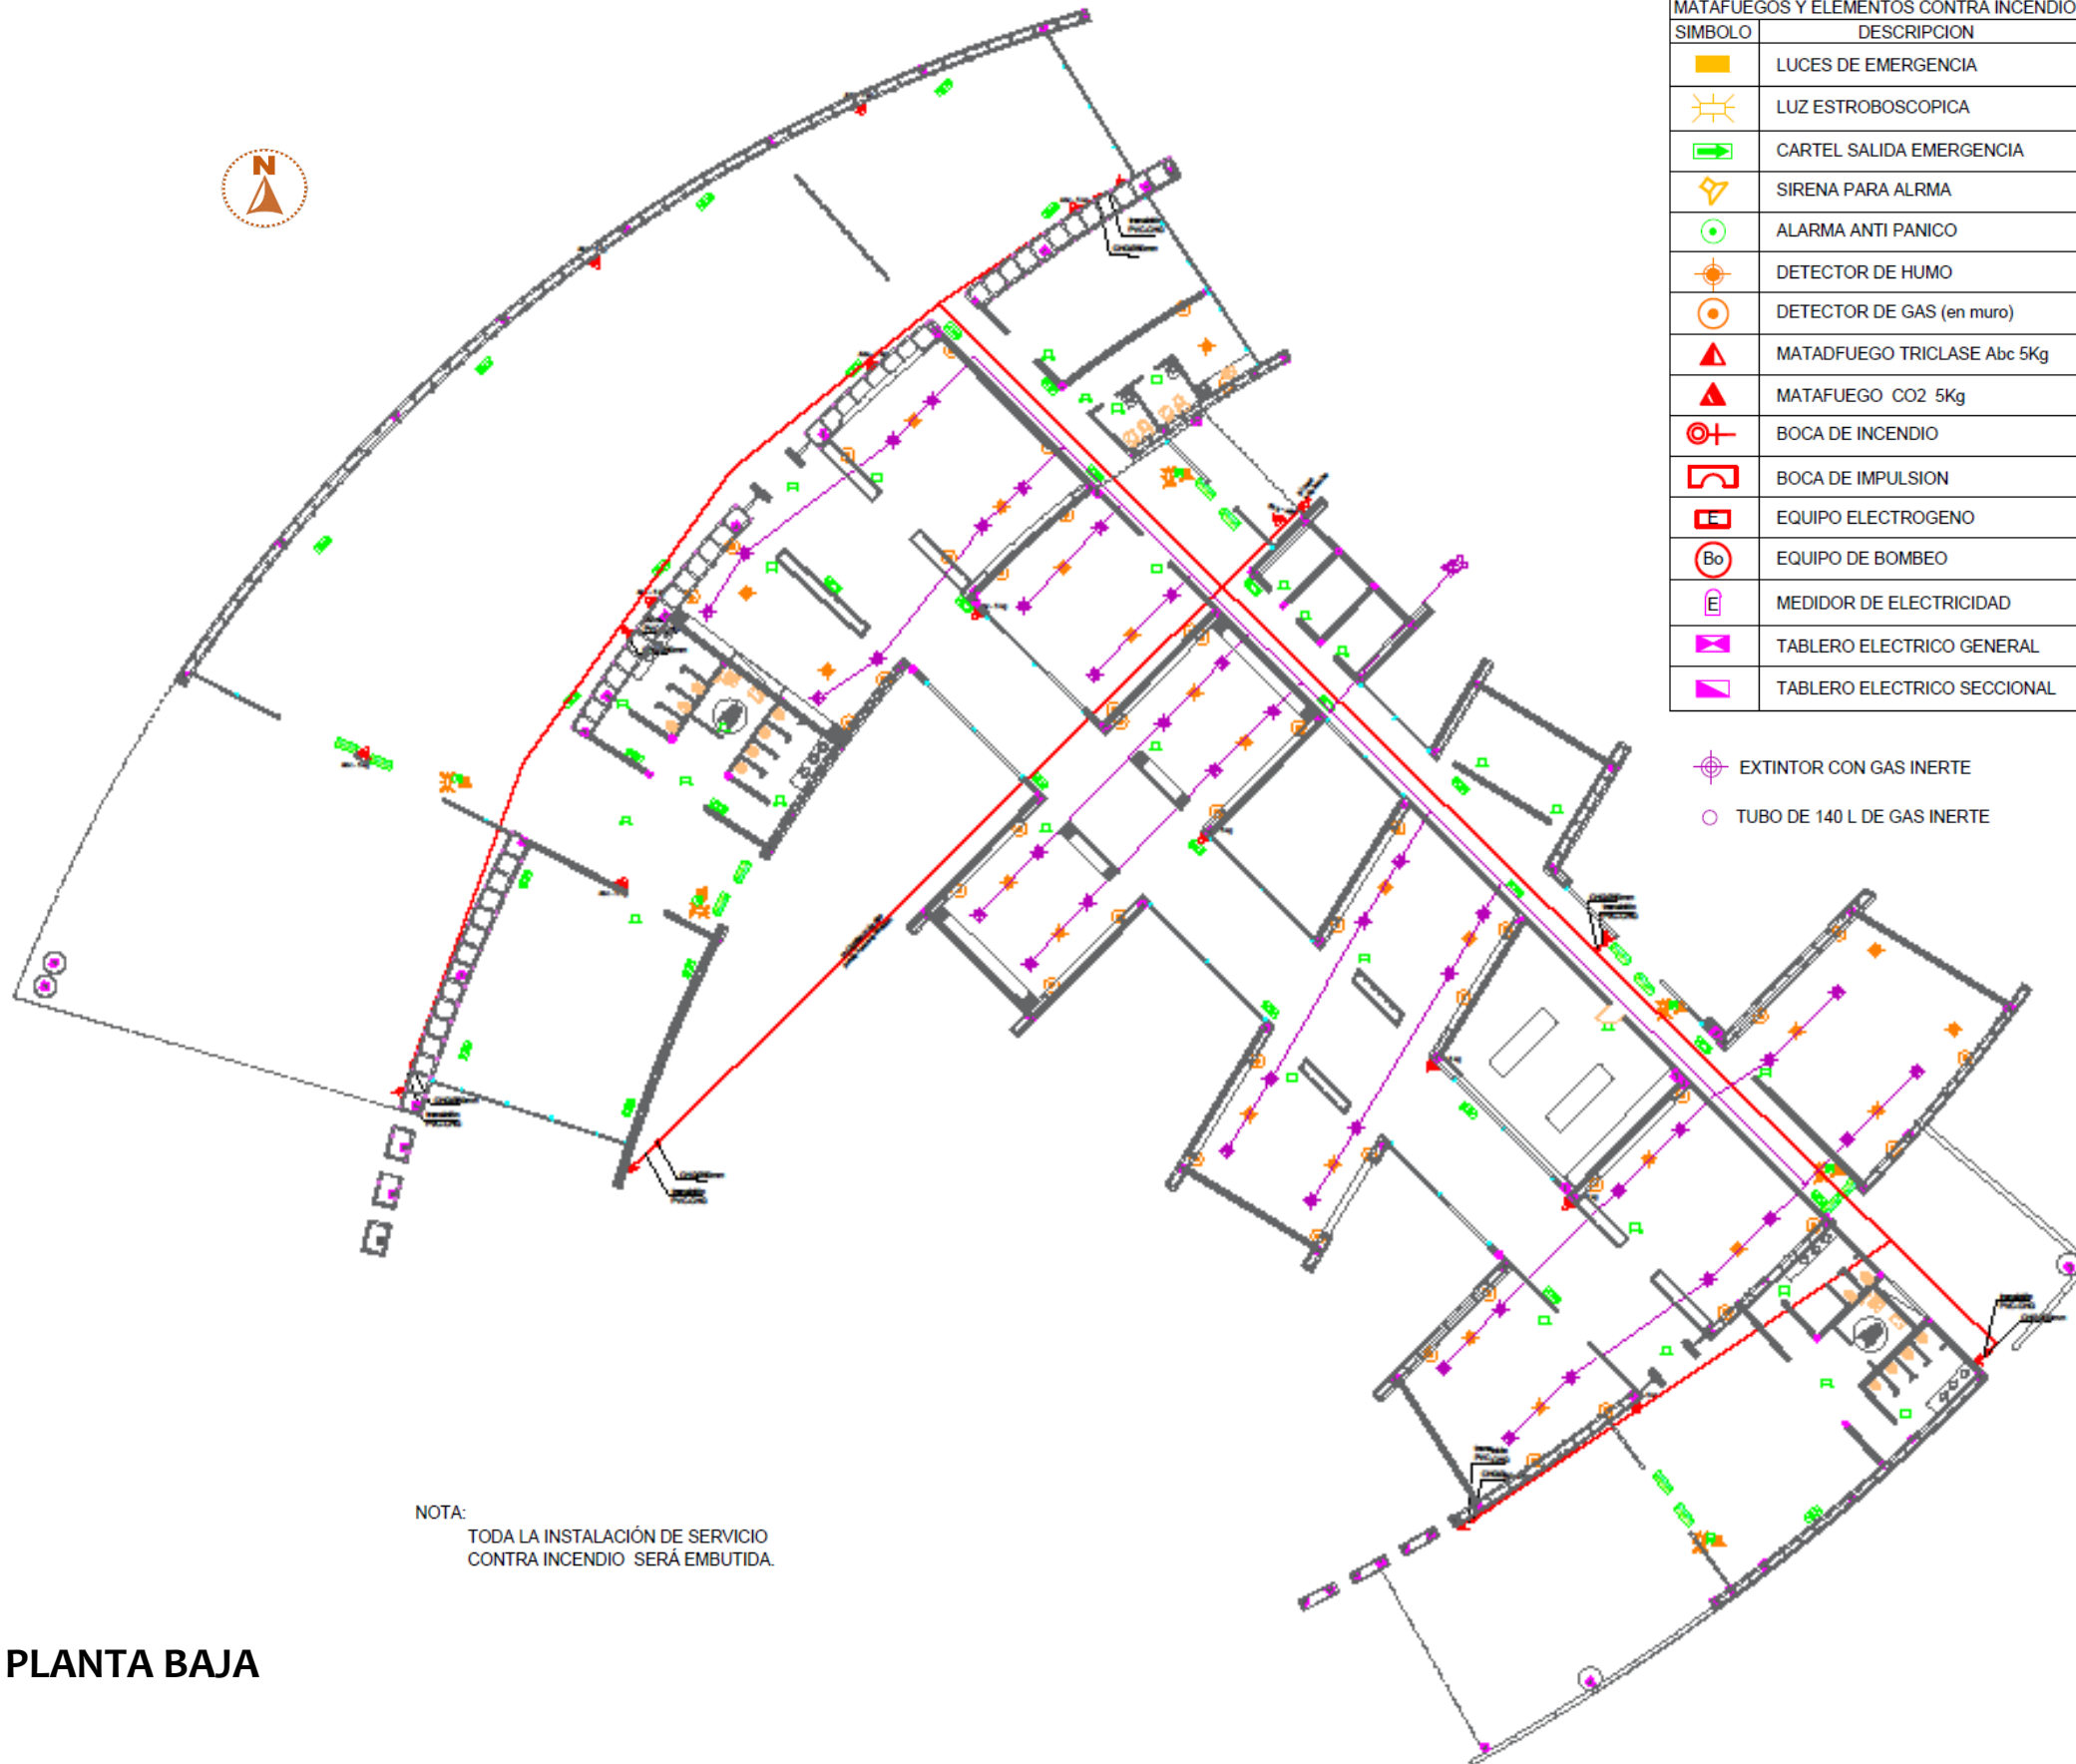 MATAFUEGOS Y ELEMENTOS CONTRA INCENDIO
SIMBOLO DESCRIPCION
LUCES DE EMERGENCIA
LUZ ESTROBOSCOPICA
CARTEL SALIDA EMERGENCIA
SIRENA PARA ALRMA
ALARMA ANTI PANICO
DETECTOR DE HUMO
DETECTOR DE GAS (en muro)
MATADFUEGO TRICLASE Abc 5Kg
MATAFUEGO CO2 5Kg
BOCA DE INCENDIO
BOCA DE IMPULSION
E EQUIPO ELECTROGENO
Bo EQUIPO DE BOMBEO
E MEDIDOR DE ELECTRICIDAD
TABLERO ELECTRICO GENERAL
TABLERO ELECTRICO SECCIONAL
EXTINTOR CON GAS INERTE
TUBO DE 140 L DE GAS INERTE
N
NOTA:
TODA LA INSTALACIÓN DE SERVICIO
CONTRA INCENDIO SERÁ EMBUTIDA.
PLANTA BAJA